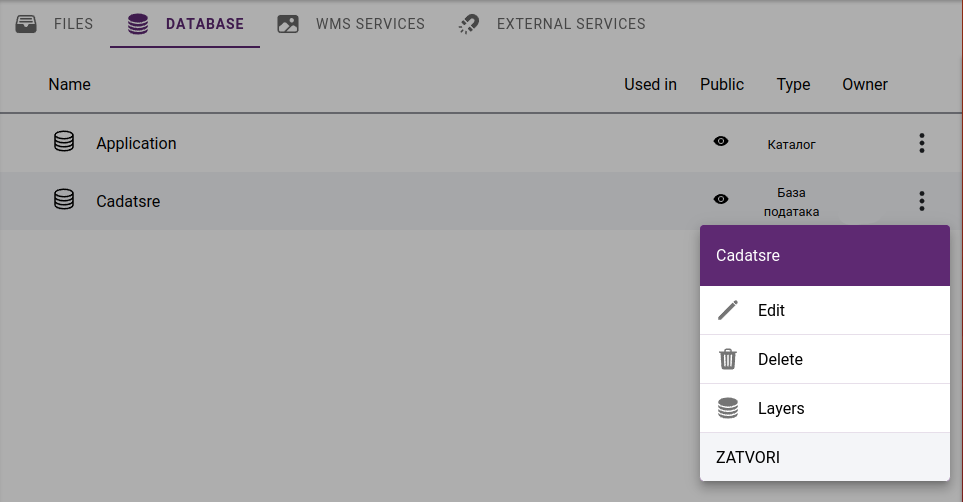 FILES DATABASE WMS SERVICES EXTERNAL SERVICES
Name Used in Public Type Owner
Application Каталог
Cadatsre База
података
Cadatsre
Edit
Delete
Layers
ZATVORI